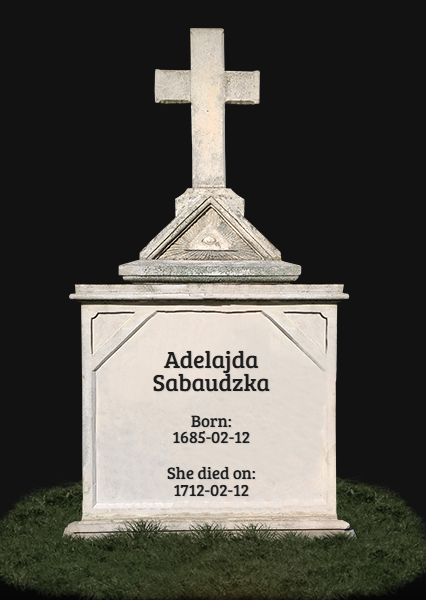 Adelajda
Sabaudzka
Born:
1685-02-12
She died on:
1712-02-12